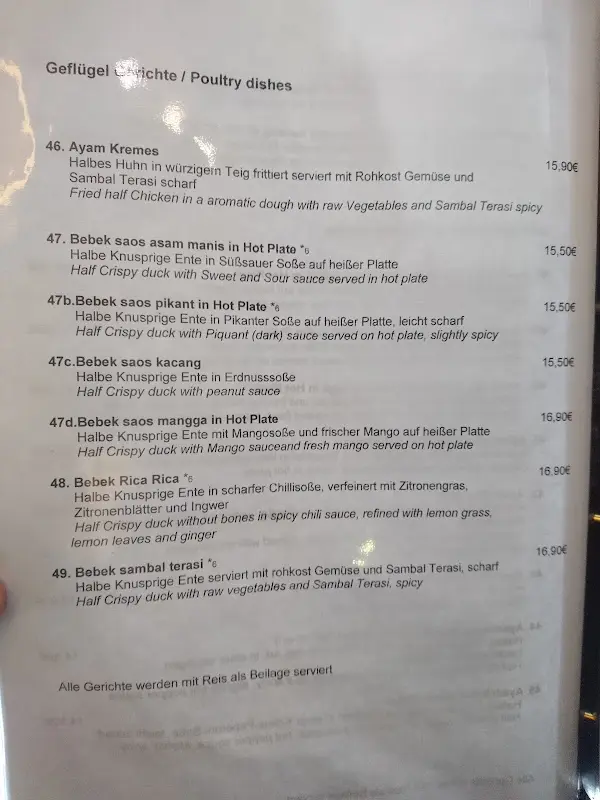 Geflügel Gerichte / Poultry dishes
46. Ayam Kremes
Halbes Huhn in würzigem Teig frittiert serviert mit Rohkost Gemüse und 15,90€
Sambal Terasi scharf
Fried half Chicken in a aromatic dough with raw Vegetables and Sambal Terasi spicy
47. Bebek saos asam manis in Hot Plate *6 15,50€
Halbe Knusprige Ente in Süßsauer Soße auf heißer Platte
Half Crispy duck with Sweet and Sour sauce served in hot plate
47b.Bebek saos pikant in Hot Plate *6 15,50€
Halbe Knusprige Ente in Pikanter Soße auf heißer Platte, leicht scharf
Half Crispy duck with Piquant (dark) sauce served on hot plate, slightly spicy
47c.Bebek saos kacang 15,50€
Halbe Knusprige Ente in Erdnusssoße
Half Crispy duck with peanut sauce
47d.Bebek saos mangga in Hot Plate 16,90€
Halbe Knusprige Ente mit Mangosoße und frischer Mango auf heißer Platte
Half Crispy duck with Mango sauceand fresh mango served on hot plate
48. Bebek Rica Rica *6 16,90€
Halbe Knusprige Ente in scharfer Chillisoße, verfeinert mit Zitronengras,
Zitronenblätter und Ingwer
Half Crispy duck without bones in spicy chili sauce, refined with lemon grass,
lemon leaves and ginger
49. Bebek sambal terasi *6 16,90€
Halbe Knusprige Ente serviert mit rohkost Gemüse und Sambal Terasi, scharf
Half Crispy duck with raw vegetables and Sambal Terasi, spicy
Alle Gerichte werden mit Reis als Beilage serviert